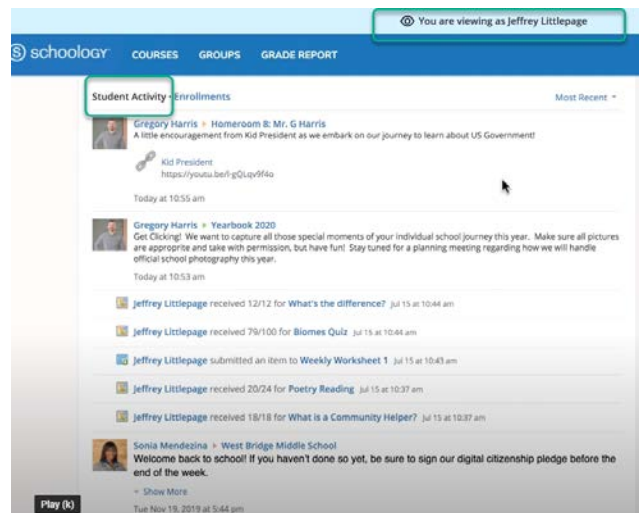 You are viewing as Jeffrey Littlepage
schoology COURSES GROUPS GRADE REPORT
Student Activity · Enrollments Most Recent
Gregory Harris ▸ Homeroom 8: Mr. G Harris
A little encouragement from Kid President as we embark on our journey to learn about US Government!
Kid President
https://youtu.be/l-gQLqv9f4o
Today at 10:55 am
Gregory Harris ▸ Yearbook 2020
Get Clicking! We want to capture all those special moments of your individual school journey this year. Make sure all pictures
are approprite and take with permission, but have fun! Stay tuned for a planning meeting regarding how we will handle
official school photography this year.
Today at 10:53 am
Jeffrey Littlepage received 12/12 for What's the difference? Jul 15 at 10:44 am
Jeffrey Littlepage received 79/100 for Biomes Quiz Jul 15 at 10:44 am
Jeffrey Littlepage submitted an item to Weekly Worksheet 1 Jul 15 at 10:43 am
Jeffrey Littlepage received 20/24 for Poetry Reading Jul 15 at 10:37 am
Jeffrey Littlepage received 18/18 for What is a Community Helper? Jul 15 at 10:37 am
Sonia Mendezina ▸ West Bridge Middle School
Welcome back to school! If you haven't done so yet, be sure to sign our digital citizenship pledge before the
end of the week.
Show More
Play (k)
Tue Nov 19, 2019 at 5:44 pm